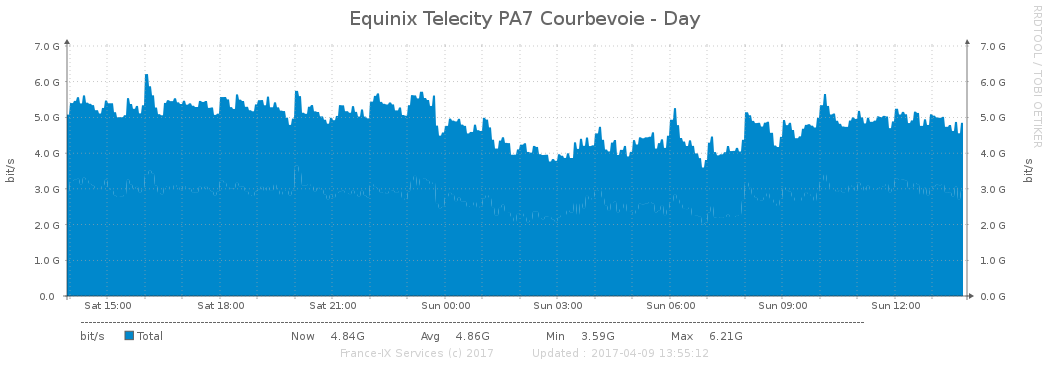 Equinix Telecity PA7 Courbevoie - Day
RRDTOOL / TOBI OETIKER
7.0 G 7.0 G
6.0 G 6.0 G
5.0 G 5.0 G
4.0 G 4.0 G
3.0 G 3.0 G
2.0 G 2.0 G
1.0 G 1.0 G
0.0 0.0 G
bit/s
bit/s
Sat 15:00 Sat 18:00 Sat 21:00 Sun 00:00 Sun 03:00 Sun 06:00 Sun 09:00 Sun 12:00
bit/s Total Now 4.84G Avg 4.86G Min 3.59G Max 6.21G
France-IX Services (c) 2017 Updated : 2017-04-09 13:55:12